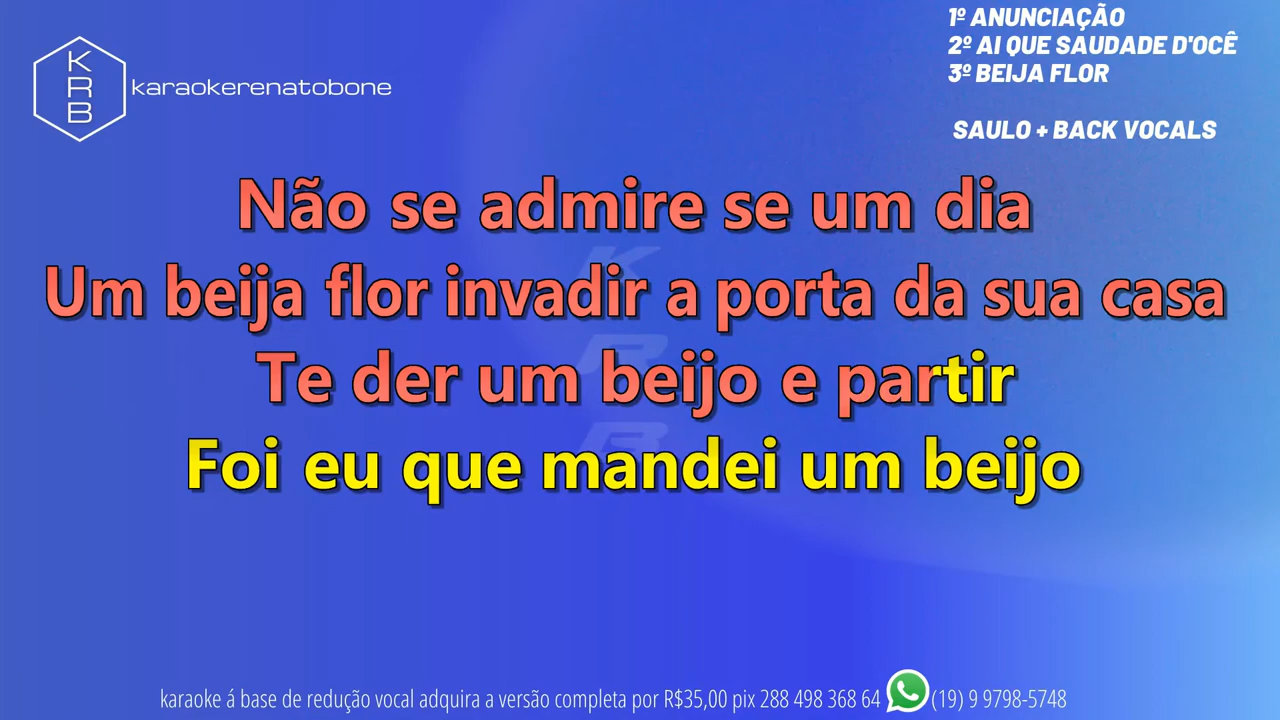 1º ANUNCIAÇÃO
2º AI QUE SAUDADE D'OCÊ
3º BEIJA FLOR
SAULO + BACK VOCALS
K
R
B
karaokerenatobone
Não se admire se um dia
Um beija flor invadir a porta da sua casa
Te der um beijo e partir
Foi eu que mandei um beijo
K
R
B
karaoke á base de redução vocal adquira a versão completa por R$35,00 pix 288 498 368 64 (19) 9 9798-5748